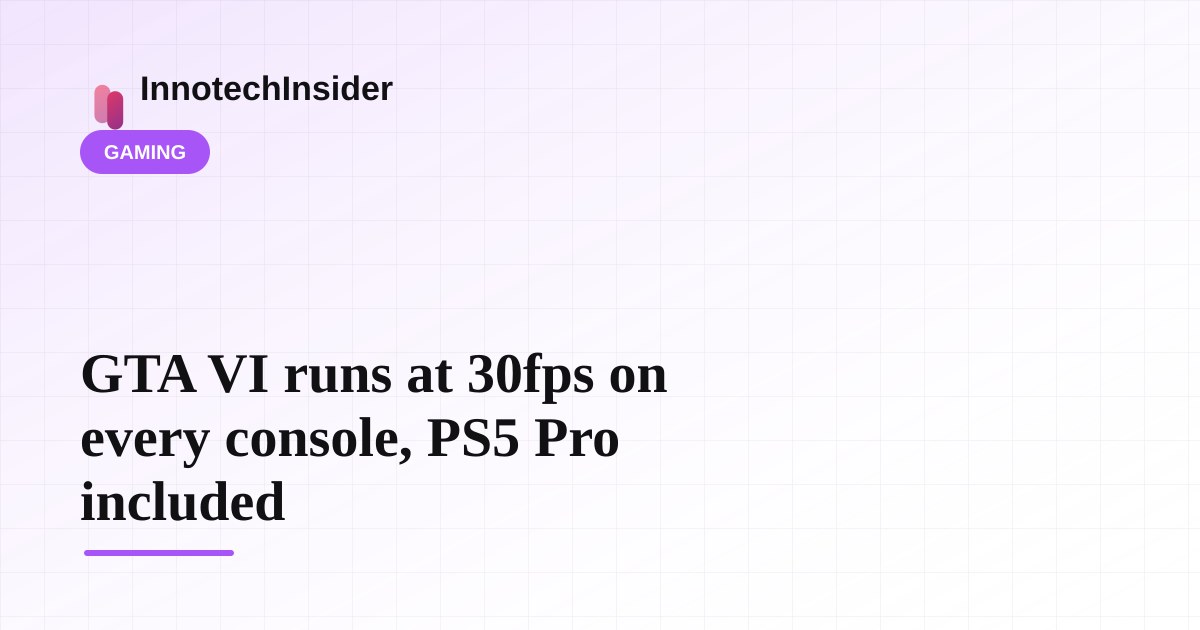 InnotechInsider
GAMING
GTA VI runs at 30fps on
every console, PS5 Pro
included